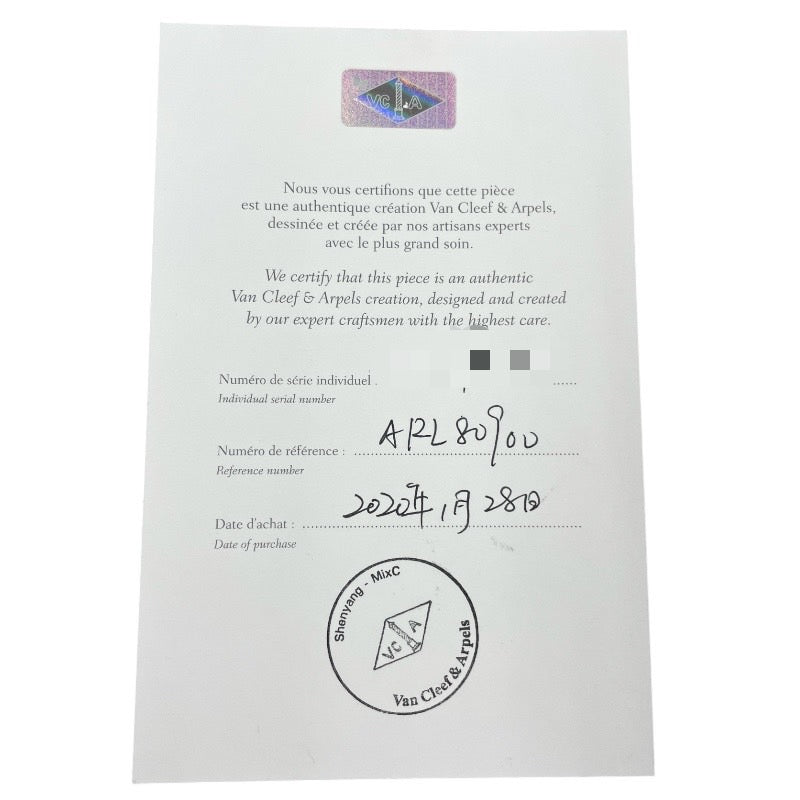 VC A
Nous vous certifions que cette pièce
est une authentique création Van Cleef & Arpels,
dessinée et créée par nos artisans experts
avec le plus grand soin.
We certify that this piece is an authentic
Van Cleef & Arpels creation, designed and created
by our expert craftsmen with the highest care.
Numéro de série individuel . ......
Individual serial number
Numéro de référence : ARL80900
Reference number
Date d'achat : 2020年1月28日
Date of purchase
Shenyang - MixC
VC A
Van Cleef & Arpels